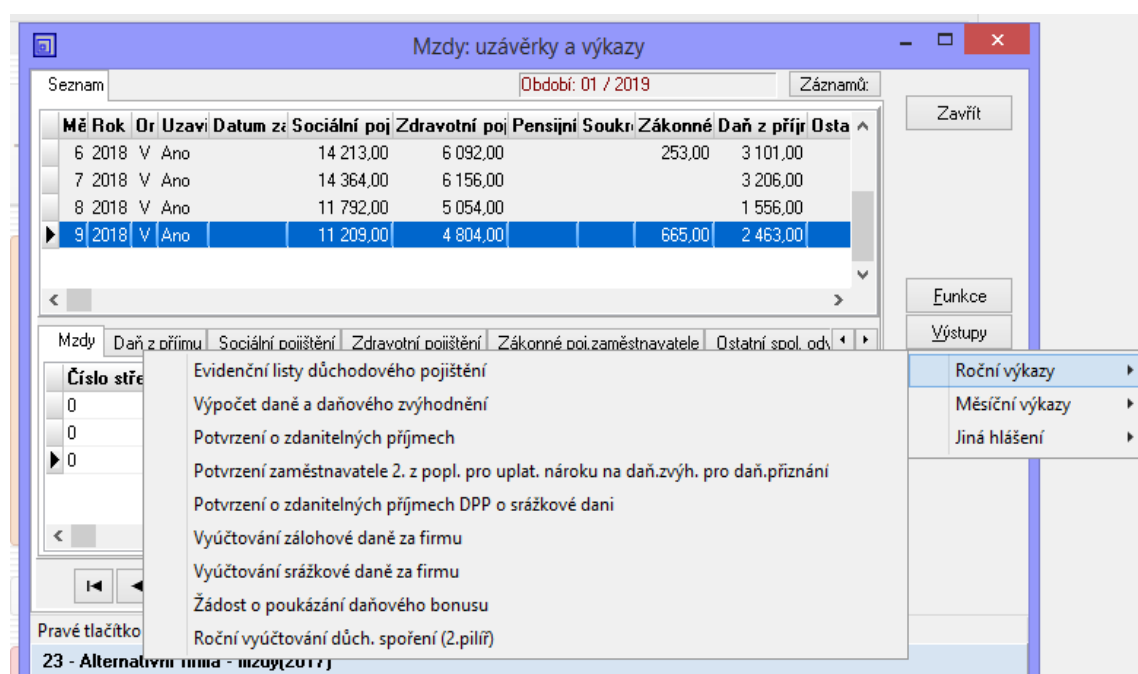 Mzdy: uzávěrky a výkazy
Seznam
Období: 01 / 2019
Záznamů:
Zavřít
Mě Rok Or Uzavi Datum za Sociální poj Zdravotní poj Pensijní Soukr Zákonné Daň z příjr Osta
6 2018 V Ano 14 213,00 6 092,00 253,00 3 101,00
7 2018 V Ano 14 364,00 6 156,00 3 206,00
8 2018 V Ano 11 792,00 5 054,00 1 556,00
9 2018 V Ano 11 209,00 4 804,00 665,00 2 463,00
Funkce
Výstupy
Mzdy Daň z příjmu Sociální pojištění Zdravotní pojištění Zákonné poj.zaměstnavatele Ostatní spol. odv
Číslo stře
0
0
0
Evidenční listy důchodového pojištění
Výpočet daně a daňového zvýhodnění
Potvrzení o zdanitelných příjmech
Potvrzení zaměstnavatele 2. z popl. pro uplat. nároku na daň.zvýh. pro daň.přiznání
Potvrzení o zdanitelných příjmech DPP o srážkové dani
Vyúčtování zálohové daně za firmu
Vyúčtování srážkové daně za firmu
Žádost o poukázání daňového bonusu
Roční vyúčtování důch. spoření (2.pilíř)
Roční výkazy
Měsíční výkazy
Jiná hlášení
Pravé tlačítko
23 - Alternativní firma - mzdy(2017)